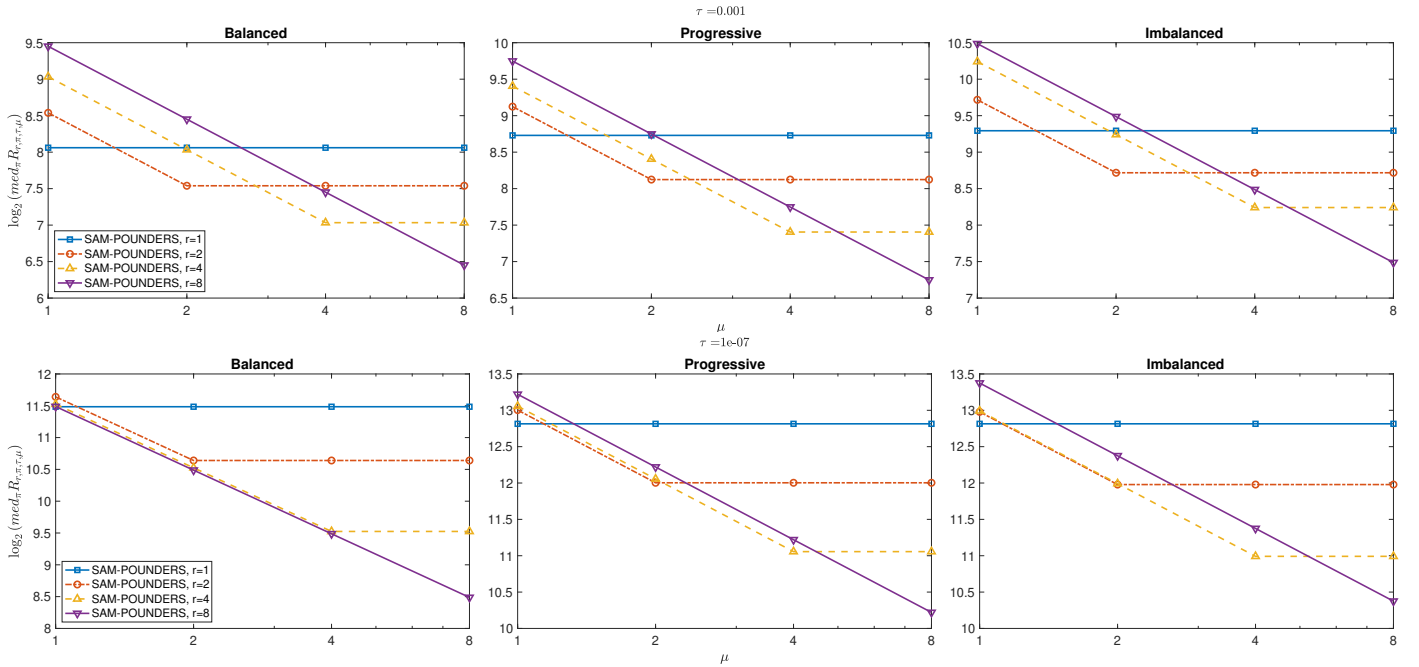 τ =0.001
Balanced
Progressive
Imbalanced
log₂ (med_π R_{r,π,τ,μ})
9.5
9
8.5
8
7.5
7
6.5
6
SAM-POUNDERS, r=1
SAM-POUNDERS, r=2
SAM-POUNDERS, r=4
SAM-POUNDERS, r=8
1 2 4 8
10
9.5
9
8.5
8
7.5
7
6.5
1 2 4 8
μ
10.5
10
9.5
9
8.5
8
7.5
7
1 2 4 8
τ =1e-07
Balanced
Progressive
Imbalanced
log₂ (med_π R_{r,π,τ,μ})
12
11.5
11
10.5
10
9.5
9
8.5
8
SAM-POUNDERS, r=1
SAM-POUNDERS, r=2
SAM-POUNDERS, r=4
SAM-POUNDERS, r=8
1 2 4 8
13.5
13
12.5
12
11.5
11
10.5
10
1 2 4 8
μ
13.5
13
12.5
12
11.5
11
10.5
10
1 2 4 8